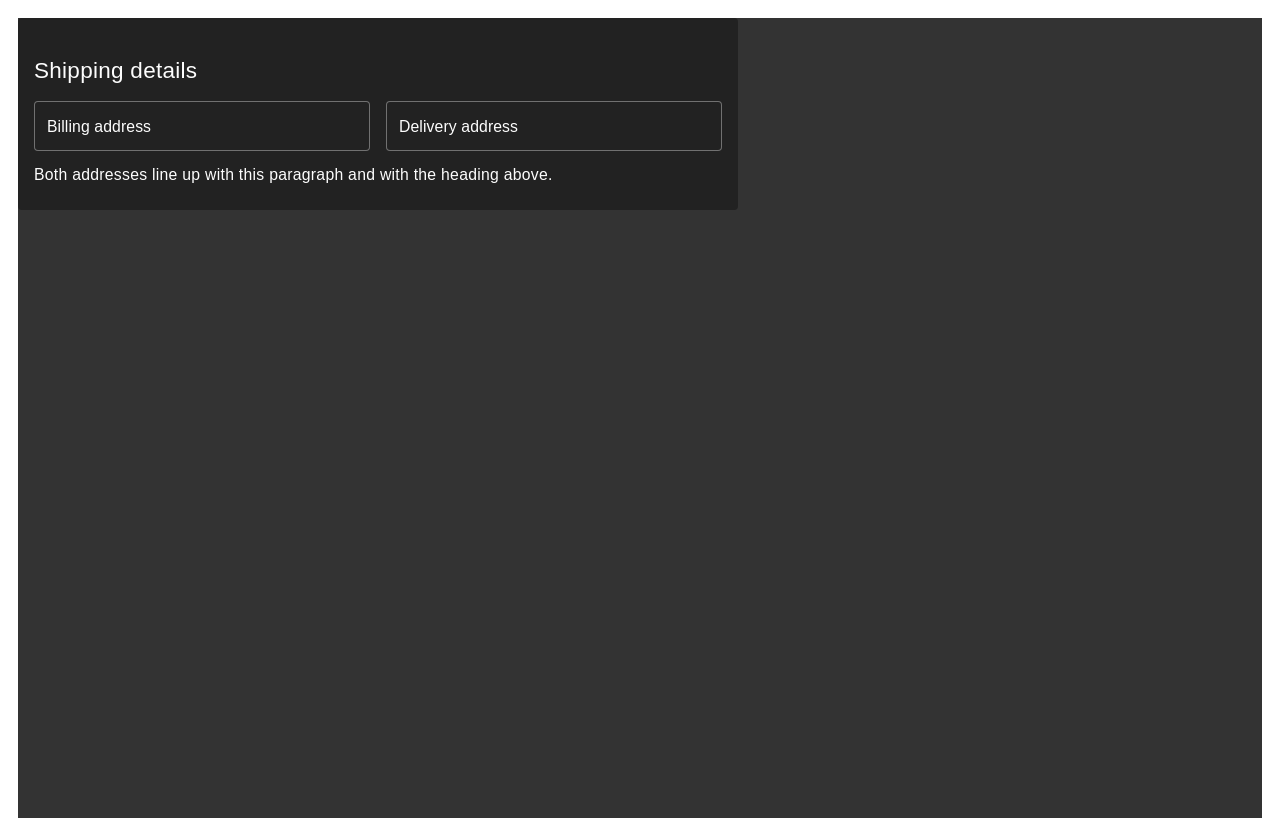 Shipping details
Billing address
Delivery address
Both addresses line up with this paragraph and with the heading above.